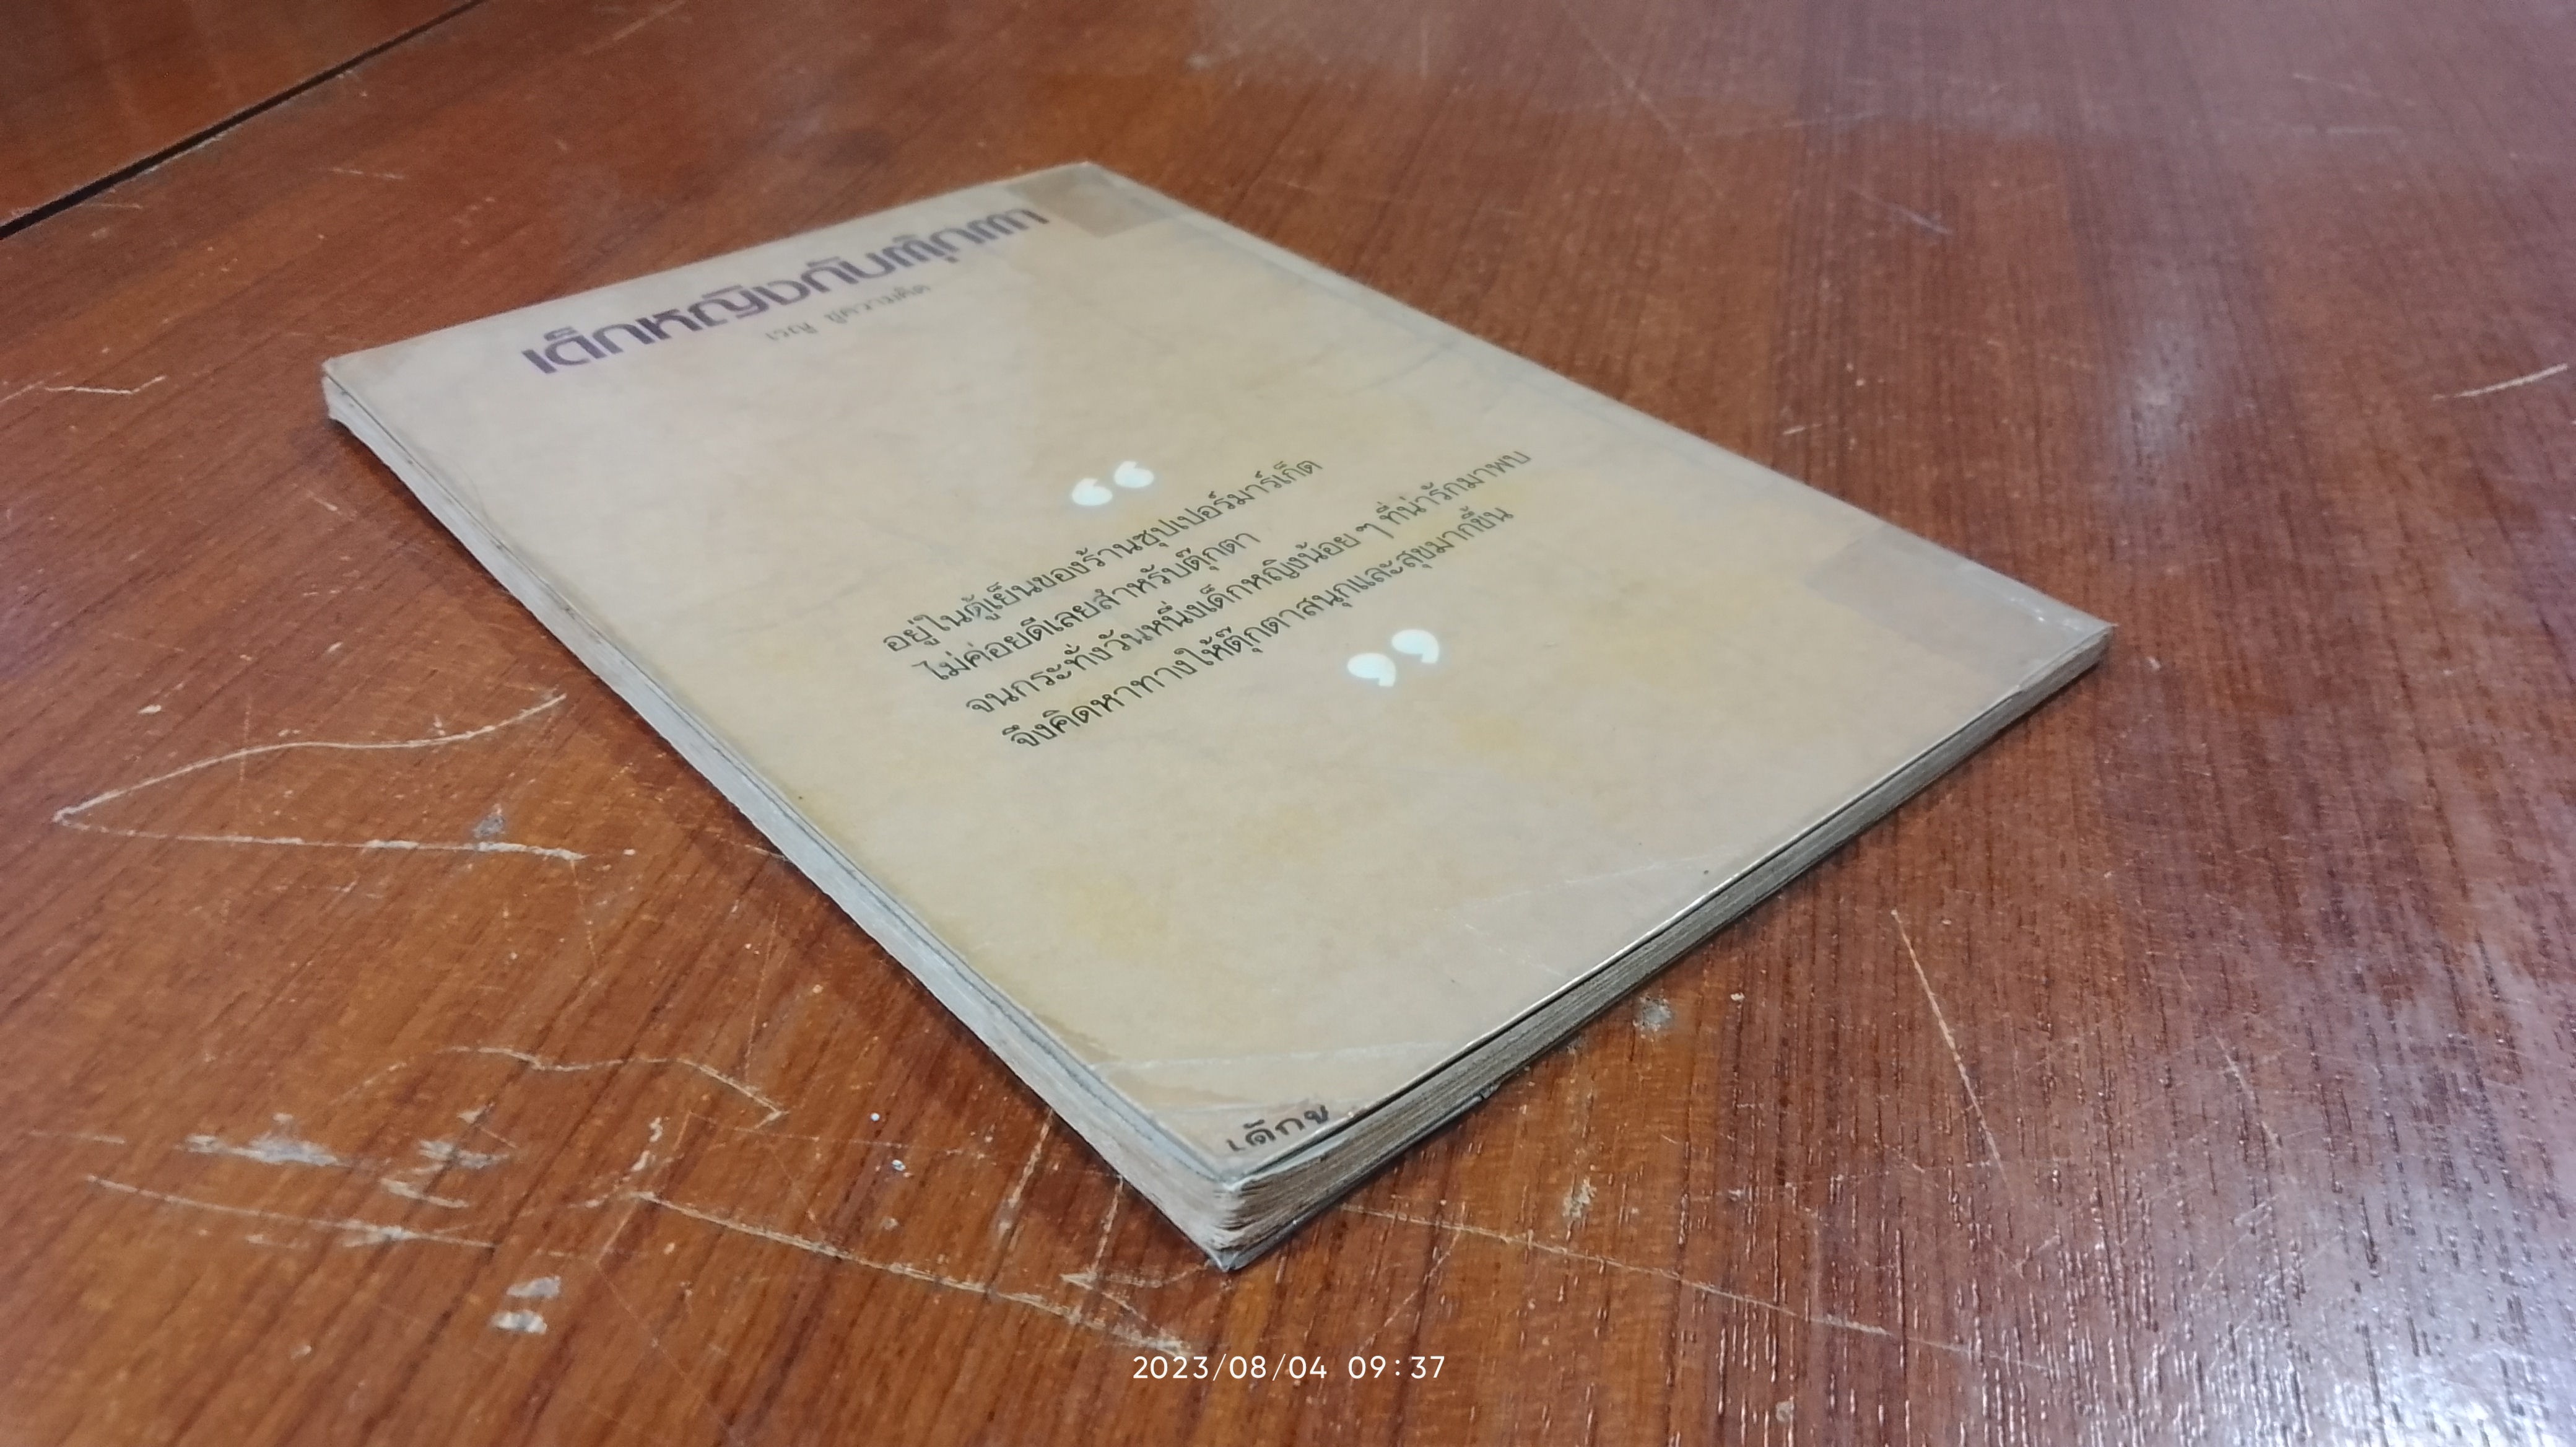 เด็กหญิงกับตุ๊กตา
“
อยู่ในตู้เย็นของร้านซุปเปอร์มาร์เก็ต
ไม่ค่อยดีเลยสำหรับตุ๊กตา
จนกระทั่งวันหนึ่งเด็กหญิงน้อยๆ ที่น่ารักมาพบ
จึงคิดหาทางให้ตุ๊กตาสนุกและสุขมากขึ้น
”
เด็กข
2023/08/04 09:37